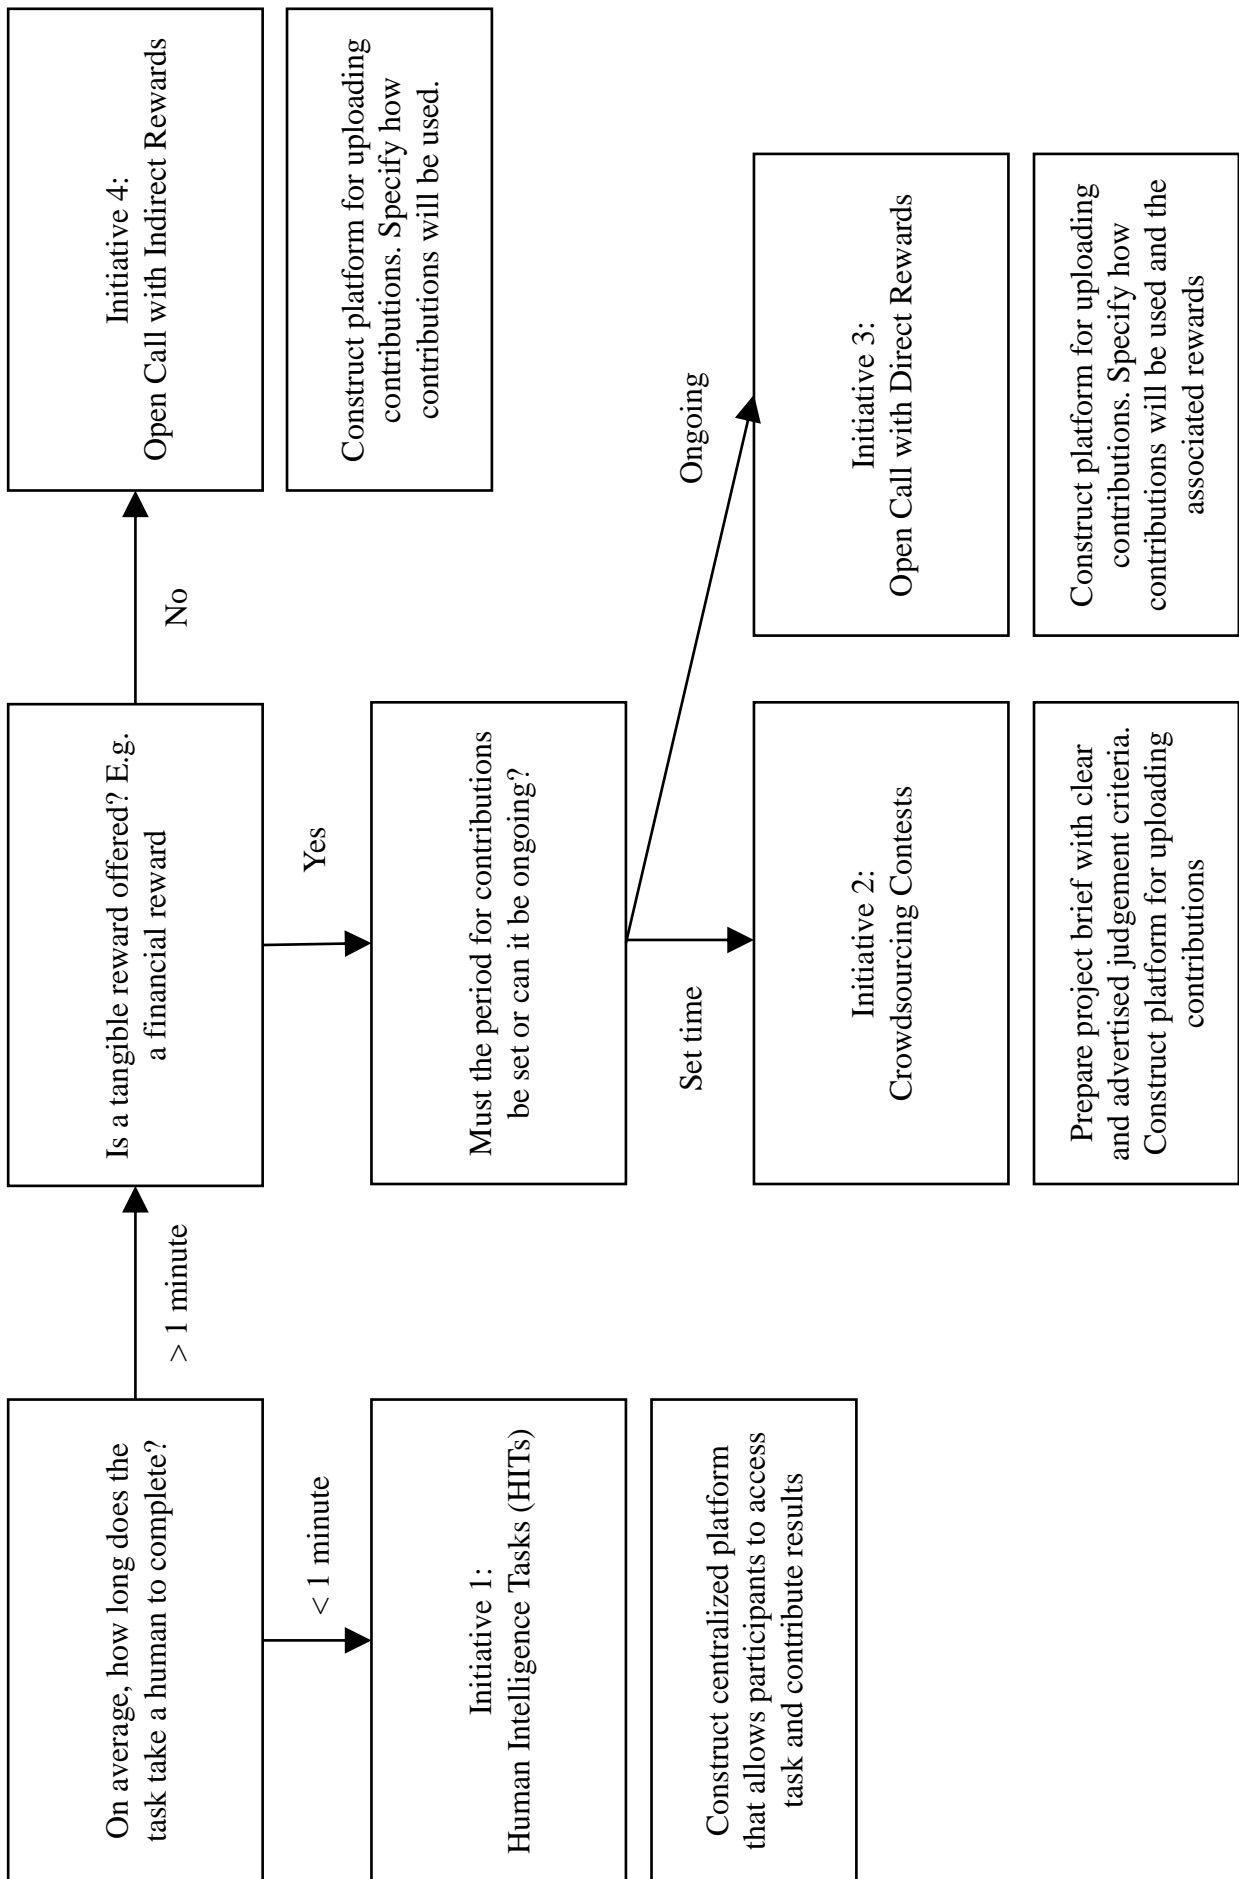 On average, how long does the
task take a human to complete?
> 1 minute
Is a tangible reward offered? E.g.
a financial reward
No
Initiative 4:
Open Call with Indirect Rewards
Construct platform for uploading
contributions. Specify how
contributions will be used.
< 1 minute
Yes
Initiative 1:
Human Intelligence Tasks (HITs)
Construct centralized platform
that allows participants to access
task and contribute results
Must the period for contributions
be set or can it be ongoing?
Set time
Ongoing
Initiative 2:
Crowdsourcing Contests
Prepare project brief with clear
and advertised judgement criteria.
Construct platform for uploading
contributions
Initiative 3:
Open Call with Direct Rewards
Construct platform for uploading
contributions. Specify how
contributions will be used and the
associated rewards